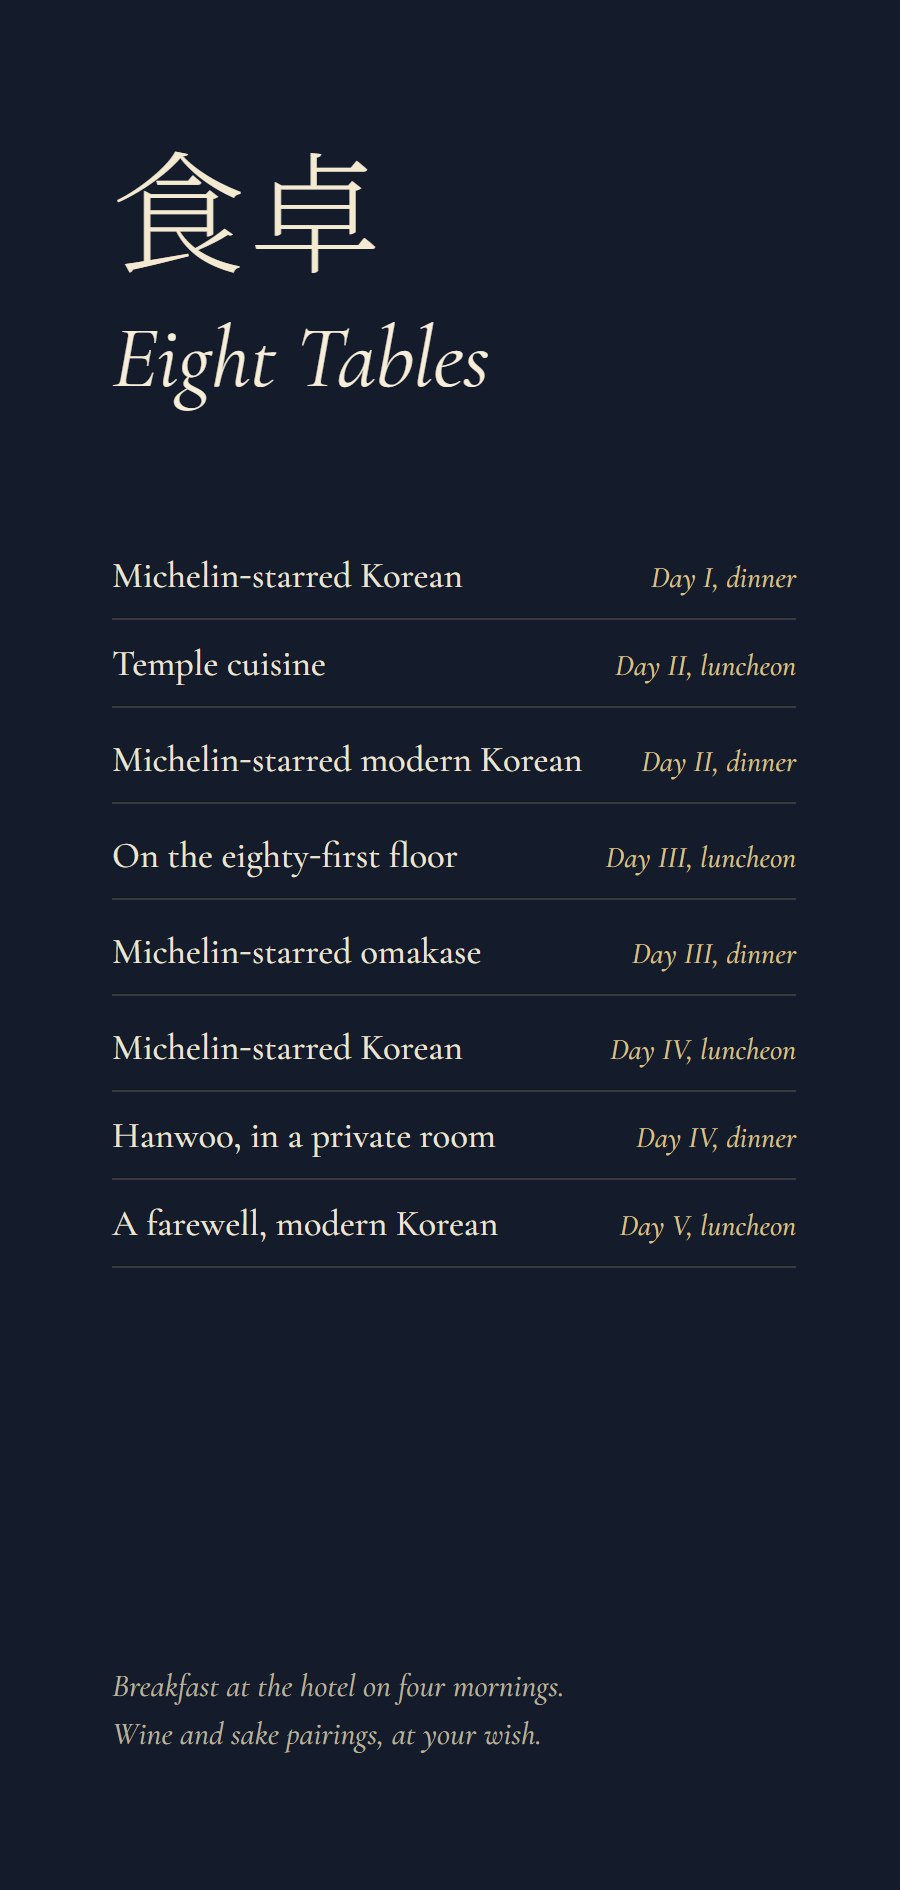 食卓
Eight Tables
Michelin-starred Korean Day I, dinner
Temple cuisine Day II, luncheon
Michelin-starred modern Korean Day II, dinner
On the eighty-first floor Day III, luncheon
Michelin-starred omakase Day III, dinner
Michelin-starred Korean Day IV, luncheon
Hanwoo, in a private room Day IV, dinner
A farewell, modern Korean Day V, luncheon
Breakfast at the hotel on four mornings.
Wine and sake pairings, at your wish.